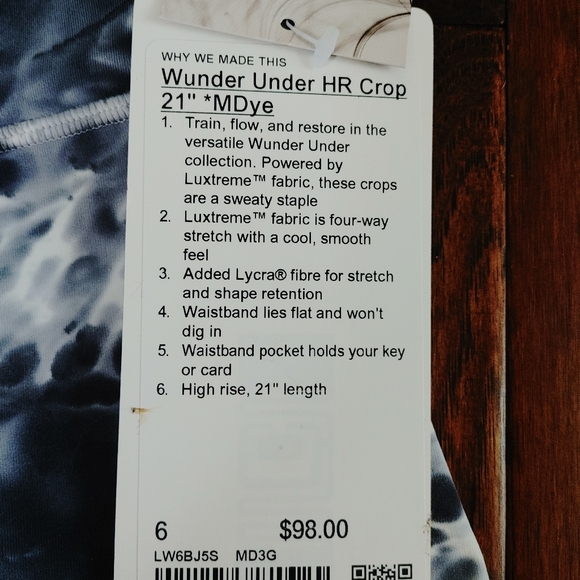 WHY WE MADE THIS
Wunder Under HR Crop
21" *MDye
1. Train, flow, and restore in the
versatile Wunder Under
collection. Powered by
Luxtreme™ fabric, these crops
are a sweaty staple
2. Luxtreme™ fabric is four-way
stretch with a cool, smooth
feel
3. Added Lycra® fibre for stretch
and shape retention
4. Waistband lies flat and won't
dig in
5. Waistband pocket holds your key
or card
6. High rise, 21" length
6 $98.00
LW6BJ5S MD3G